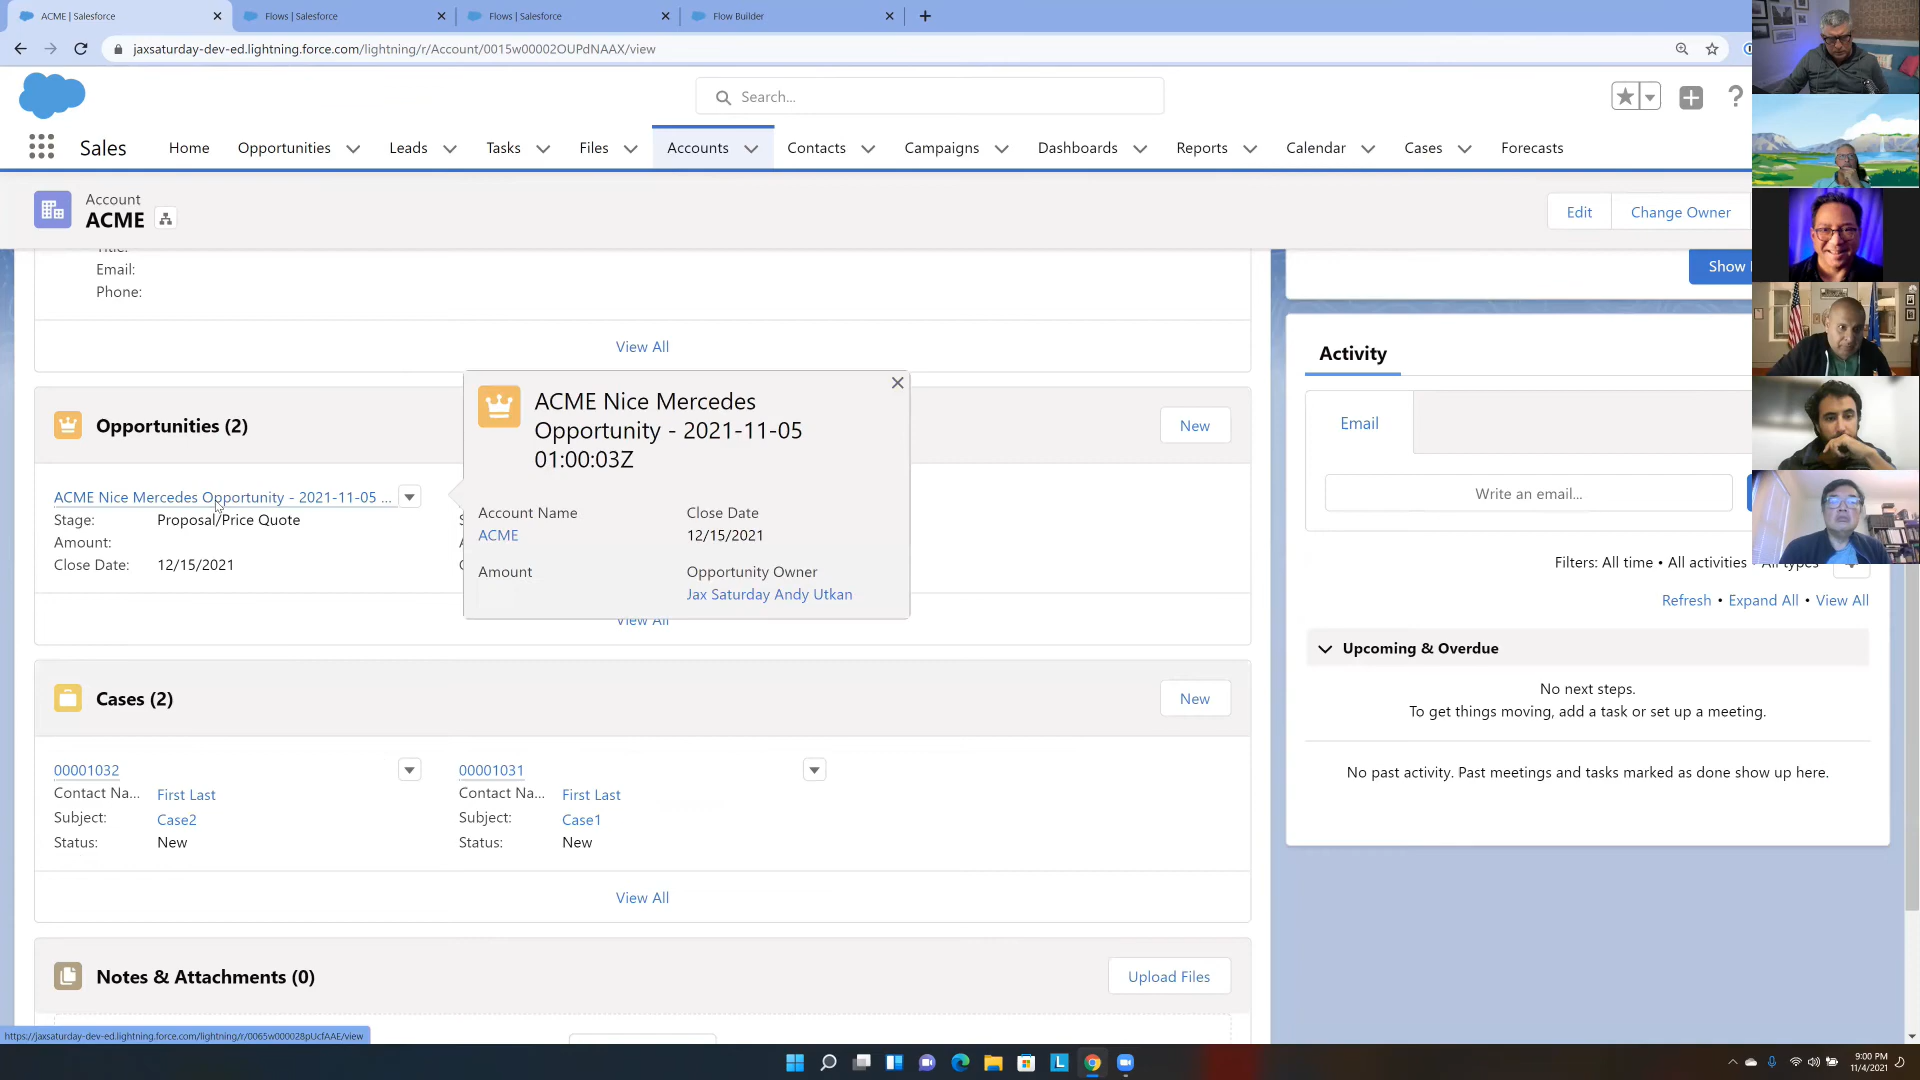 ACME | Salesforce
Flows | Salesforce
Flows | Salesforce
Flow Builder
jaxsaturday-dev-ed.lightning.force.com/lightning/r/Account/0015w00002OUPdNAAX/view
Search...
Sales
Home
Opportunities
Leads
Tasks
Files
Accounts
Contacts
Campaigns
Dashboards
Reports
Calendar
Cases
Forecasts
Account
ACME
Edit
Change Owner
Email:
Phone:
View All
Show
Opportunities (2)
New
ACME Nice Mercedes Opportunity - 2021-11-05 ...
Stage: Proposal/Price Quote
Amount:
Close Date: 12/15/2021
ACME Nice Mercedes
Opportunity - 2021-11-05
01:00:03Z
Account Name
ACME
Close Date
12/15/2021
Amount
Opportunity Owner
Jax Saturday Andy Utkan
View All
Cases (2)
New
00001032
Contact Na... First Last
Subject: Case2
Status: New
00001031
Contact Na... First Last
Subject: Case1
Status: New
View All
Notes & Attachments (0)
Upload Files
Activity
Email
Write an email...
Filters: All time • All activities • All types
Refresh • Expand All • View All
Upcoming & Overdue
No next steps.
To get things moving, add a task or set up a meeting.
No past activity. Past meetings and tasks marked as done show up here.
https://jaxsaturday-dev-ed.lightning.force.com/lightning/r/0065w000028pUcfAAE/view
9:00 PM
11/4/2021